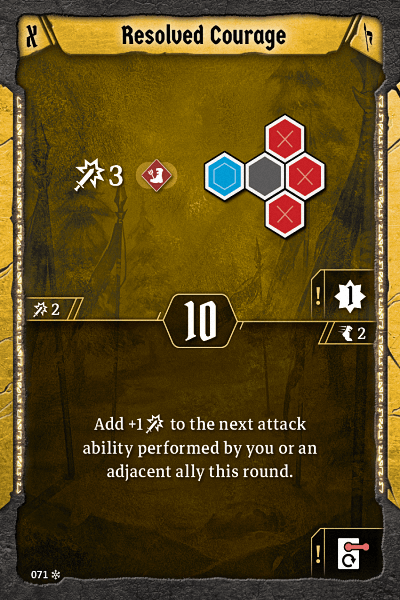 Resolved Courage
3
! 1
2
10
2
Add +1 to the next attack
ability performed by you or an
adjacent ally this round.
!
071